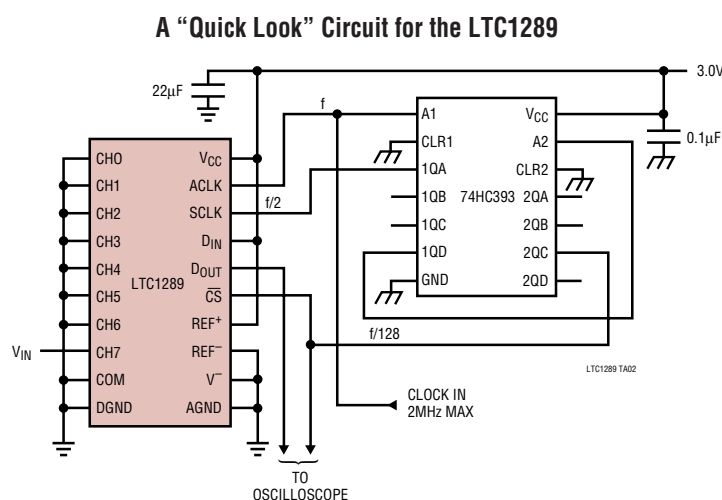 A “Quick Look” Circuit for the LTC1289
3.0V
22µF
f
0.1µF
f/2
CH0
CH1
CH2
CH3
CH4
CH5
CH6
CH7
COM
DGND
LTC1289
VCC
ACLK
SCLK
DIN
DOUT
CS
REF+
REF–
V–
AGND
VIN
A1
CLR1
1QA
1QB
1QC
1QD
GND
74HC393
VCC
A2
CLR2
2QA
2QB
2QC
2QD
f/128
LTC1289 TA02
CLOCK IN
2MHz MAX
TO
OSCILLOSCOPE